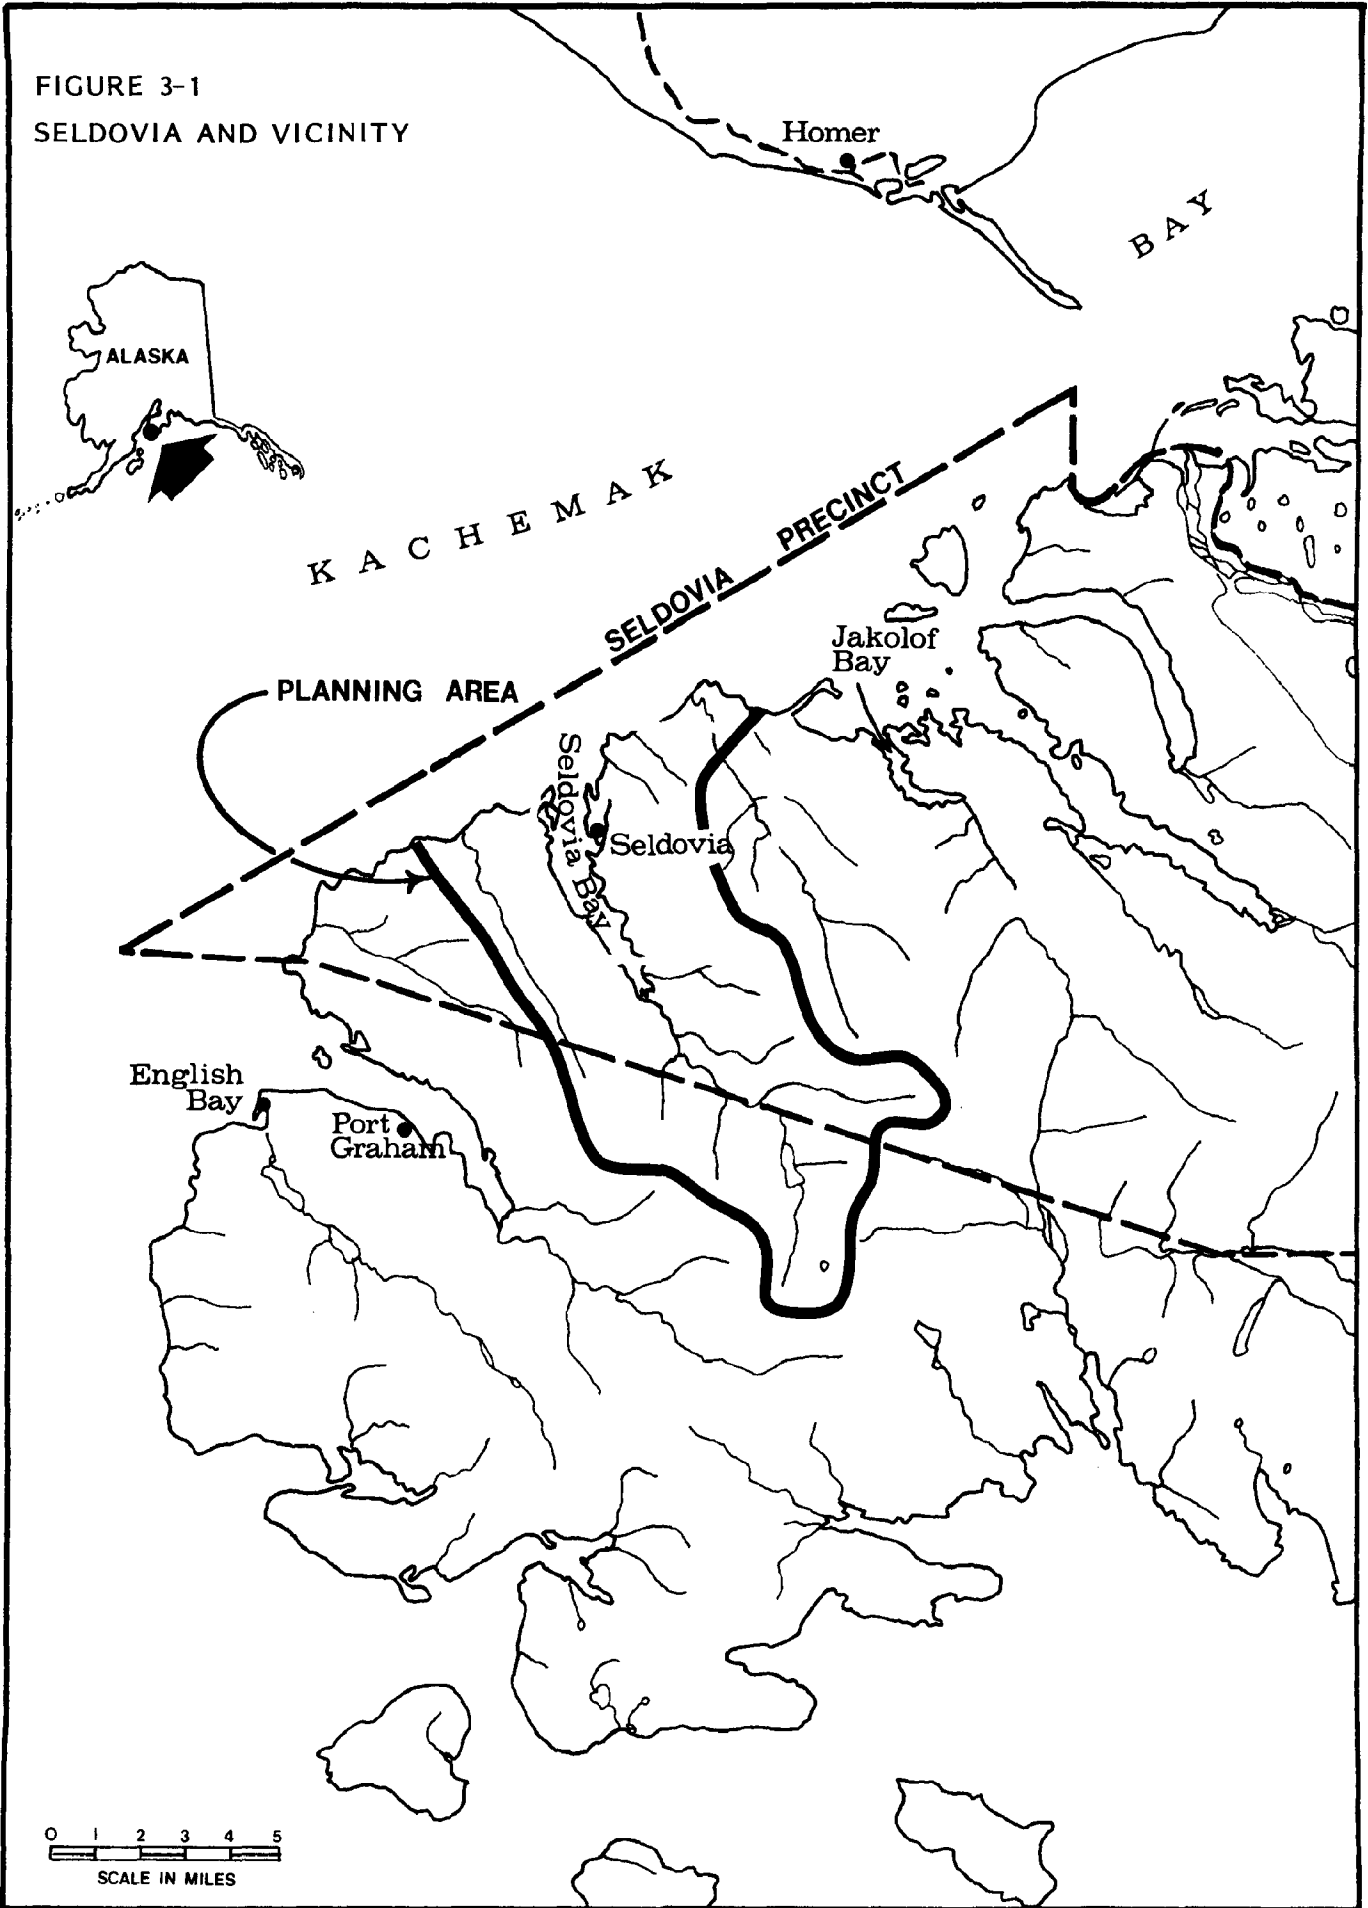 FIGURE 3-1
SELDOVIA AND VICINITY
Homer
BAY
ALASKA
KACHEMAK
SELDOVIA PRECINCT
Jakolof
Bay
PLANNING AREA
Seldovia Bay
Seldovia
English
Bay
Port
Graham
0 1 2 3 4 5
SCALE IN MILES